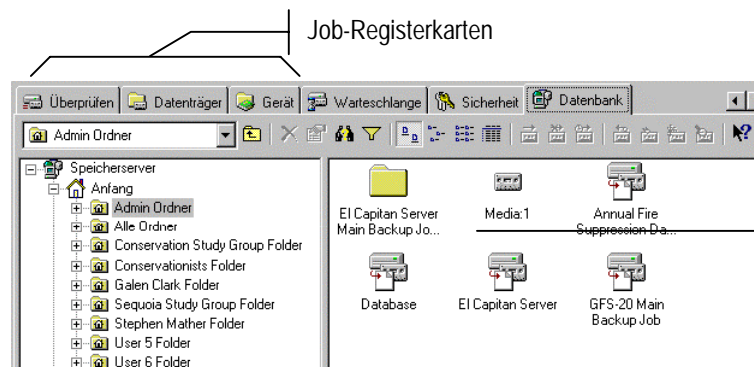 Job-Registerkarten
Überprüfen Datenträger Gerät Warteschlange Sicherheit Datenbank
Admin Ordner
Speicherserver
Anfang
Admin Ordner
Alle Ordner
Conservation Study Group Folder
Conservationists Folder
Galen Clark Folder
Sequoia Study Group Folder
Stephen Mather Folder
User 5 Folder
User 6 Folder
El Capitan Server
Main Backup Jo...
Media:1
Annual Fire
Suppression Da...
Database
El Capitan Server
GFS-20 Main
Backup Job